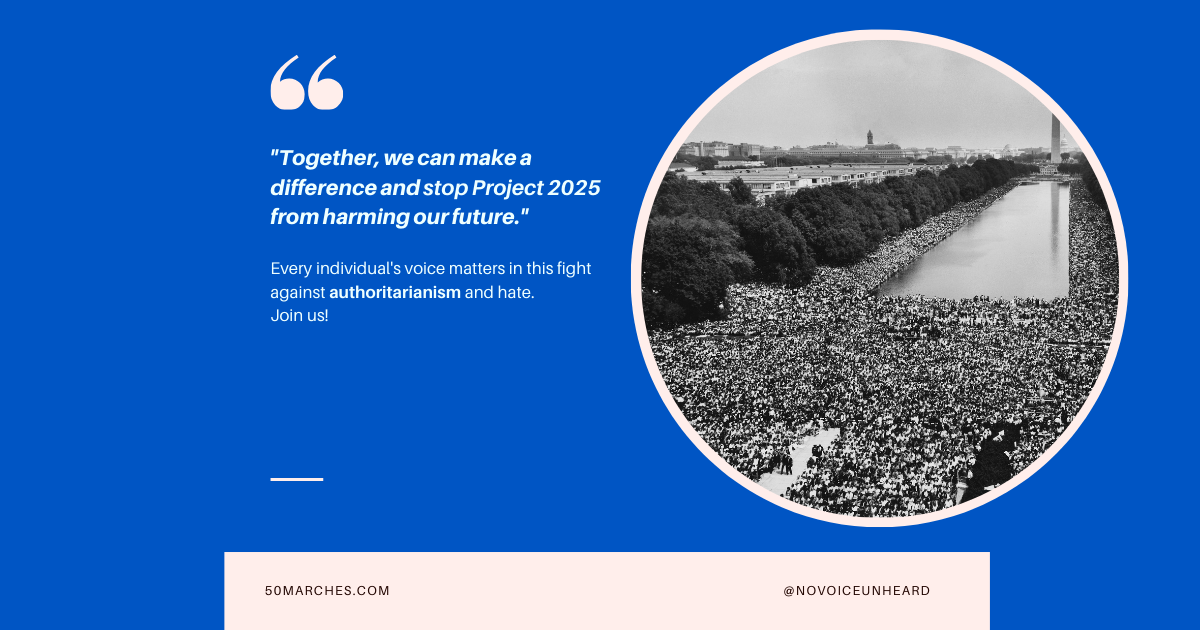 "Together, we can make a
difference and stop Project 2025
from harming our future."
Every individual's voice matters in this fight
against authoritarianism and hate.
Join us!
50MARCHES.COM
@NOVOICEUNHEARD